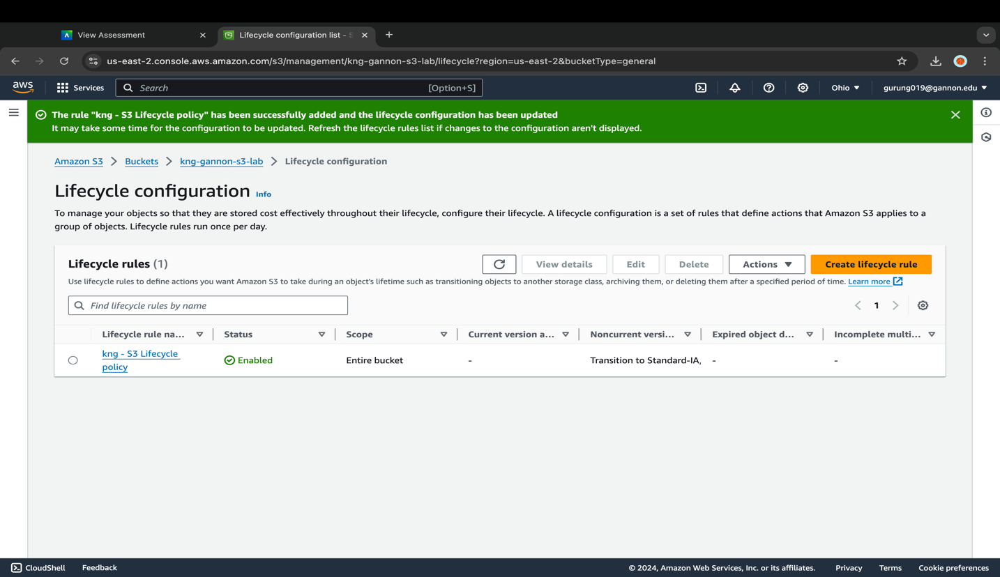 View Assessment
Lifecycle configuration list - S
us-east-2.console.aws.amazon.com/s3/management/kng-gannon-s3-lab/lifecycle?region=us-east-2&bucketType=general
aws
Services
Search
[Option+S]
Ohio
gurung019@gannon.edu
The rule "kng - S3 Lifecycle policy" has been successfully added and the lifecycle configuration has been updated
It may take some time for the configuration to be updated. Refresh the lifecycle rules list if changes to the configuration aren't displayed.
Amazon S3
Buckets
kng-gannon-s3-lab
Lifecycle configuration
Lifecycle configuration Info
To manage your objects so that they are stored cost effectively throughout their lifecycle, configure their lifecycle. A lifecycle configuration is a set of rules that define actions that Amazon S3 applies to a
group of objects. Lifecycle rules run once per day.
Lifecycle rules (1)
View details
Edit
Delete
Actions
Create lifecycle rule
Use lifecycle rules to define actions you want Amazon S3 to take during an object's lifetime such as transitioning objects to another storage class, archiving them, or deleting them after a specified period of time. Learn more
Find lifecycle rules by name
1
Lifecycle rule na...
Status
Scope
Current version a...
Noncurrent versi...
Expired object d...
Incomplete multi...
kng - S3 Lifecycle
policy
Enabled
Entire bucket
-
Transition to Standard-IA,
-
-
CloudShell
Feedback
© 2024, Amazon Web Services, Inc. or its affiliates.
Privacy
Terms
Cookie preferences